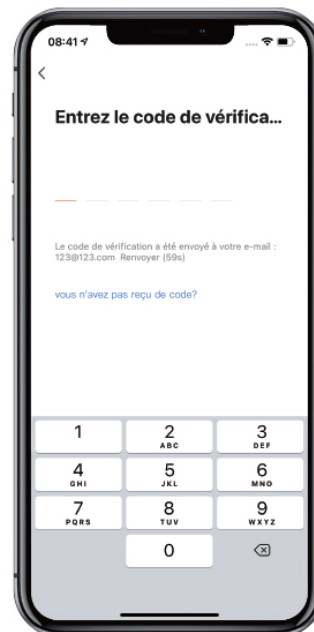 08:41
Entrez le code de vérifica...
Le code de vérification a été envoyé à votre e-mail :
123@123.com Renvoyer (59s)
vous n'avez pas reçu de code?
1 2 3
ABC DEF
4 5 6
GHI JKL MNO
7 8 9
PQRS TUV WXYZ
0